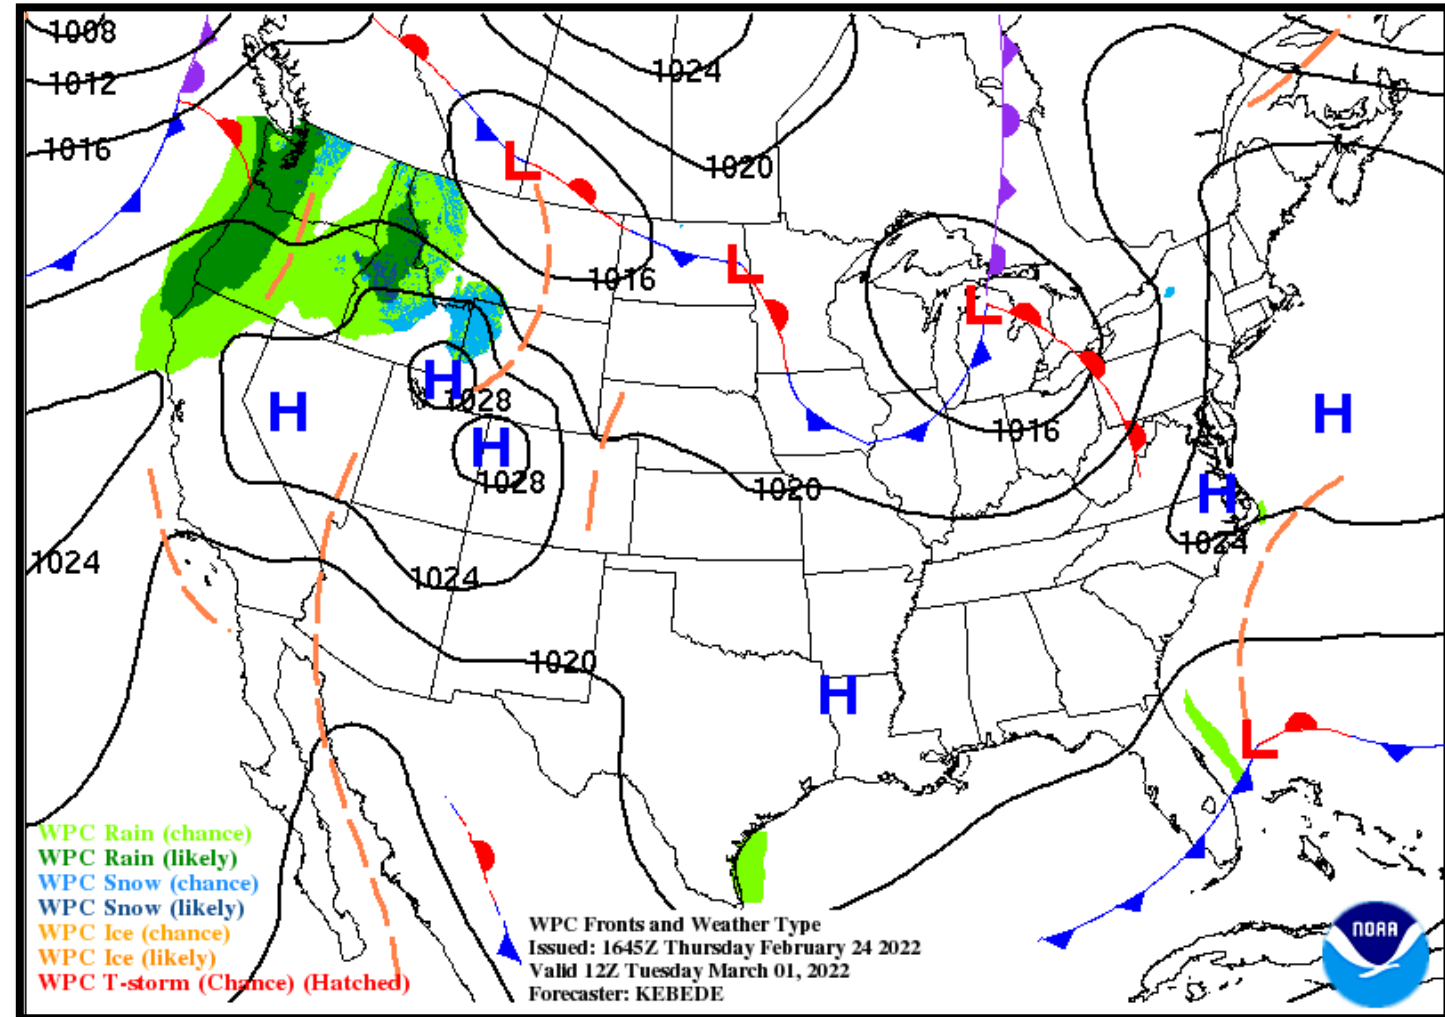 1008
1024
1012
1016
1020
L
L
1016
L
L
H
1028
H
H
H
1016
1028
1020
H
1024
1024
1024
1020
H
L
WPC Rain (chance)
WPC Rain (likely)
WPC Snow (chance)
WPC Snow (likely)
WPC Ice (chance)
WPC Ice (likely)
WPC T-storm (Chance) (Hatched)
WPC Fronts and Weather Type
Issued: 1645Z Thursday February 24 2022
Valid 12Z Tuesday March 01, 2022
Forecaster: KEBEDE
NOAA